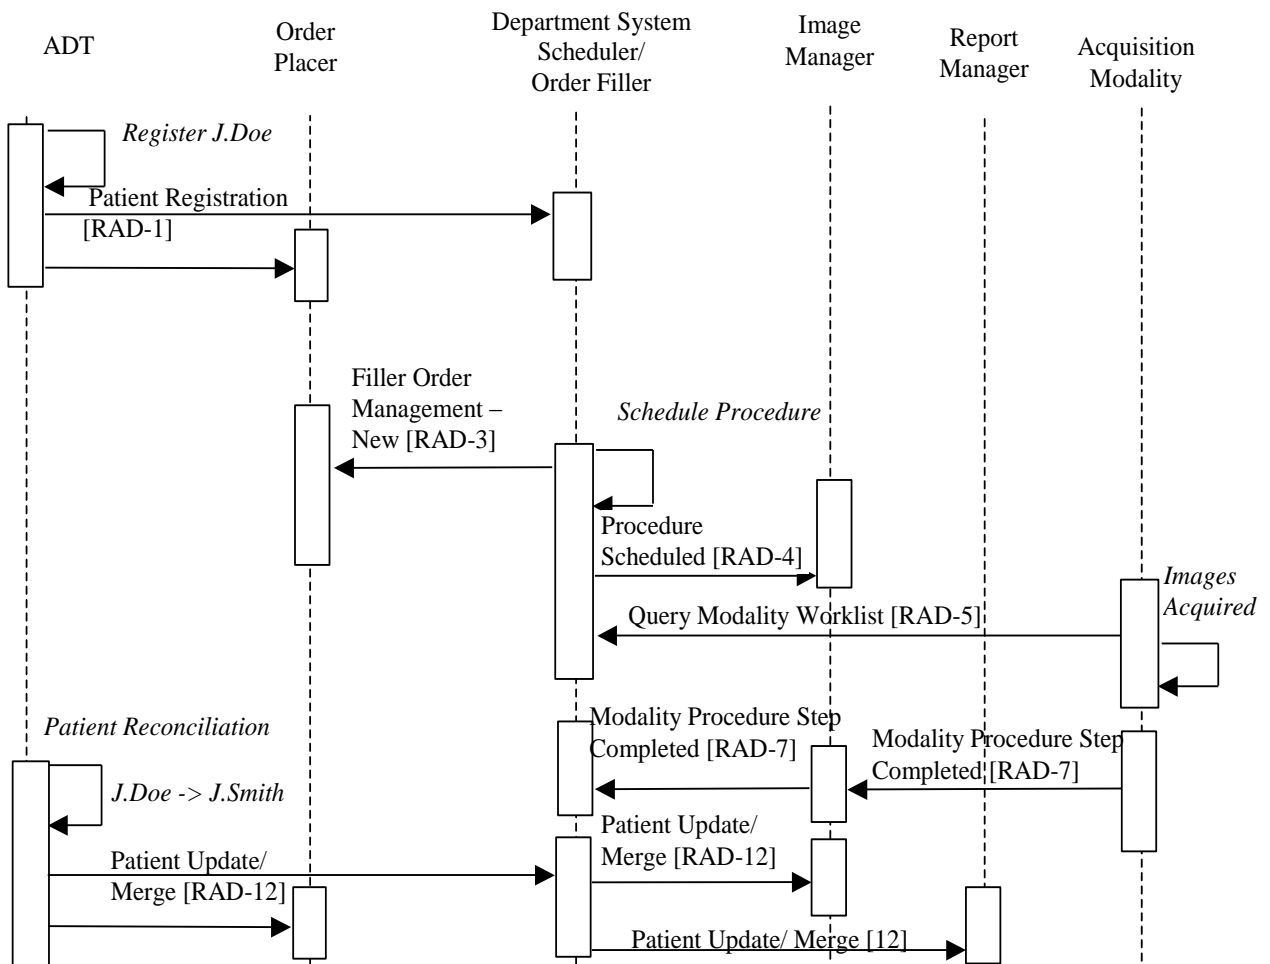 ADT
Order
Placer
Department System
Scheduler/
Order Filler
Image
Manager
Report
Manager
Acquisition
Modality
Register J.Doe
Patient Registration
[RAD-1]
Filler Order
Management –
New [RAD-3]
Schedule Procedure
Procedure
Scheduled [RAD-4]
Images
Acquired
Query Modality Worklist [RAD-5]
Modality Procedure Step
Completed [RAD-7]
Modality Procedure Step
Completed [RAD-7]
Patient Reconciliation
J.Doe -> J.Smith
Patient Update/
Merge [RAD-12]
Patient Update/
Merge [RAD-12]
Patient Update/ Merge [12]